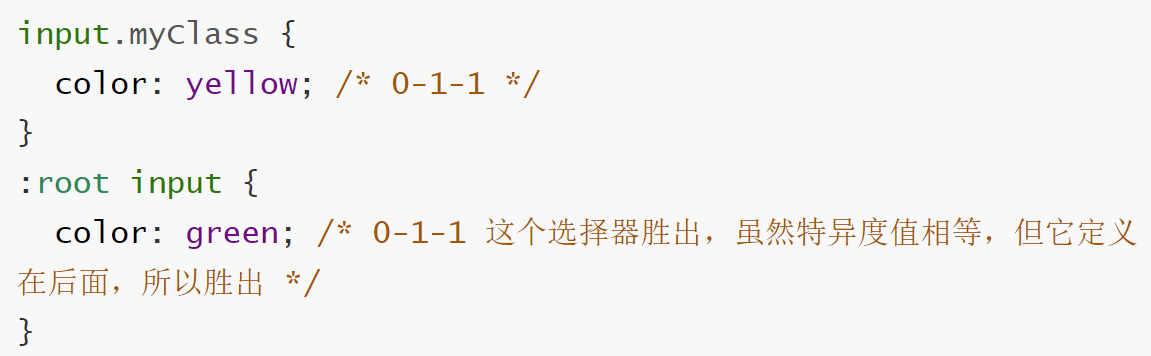 input.myClass {
  color: yellow; /* 0-1-1 */
}
:root input {
  color: green; /* 0-1-1 这个选择器胜出，虽然特异度值相等，但它定义
在后面，所以胜出 */
}